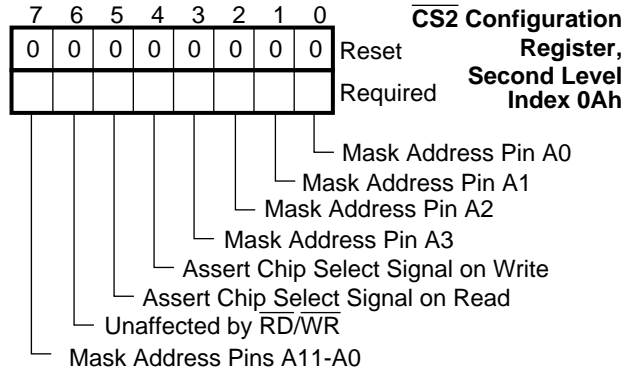 7 6 5 4 3 2 1 0
CS2 Configuration
Register,
Second Level
Index 0Ah
0 0 0 0 0 0 0 0 Reset
Required
Mask Address Pin A0
Mask Address Pin A1
Mask Address Pin A2
Mask Address Pin A3
Assert Chip Select Signal on Write
Assert Chip Select Signal on Read
Unaffected by RD/WR
Mask Address Pins A11-A0